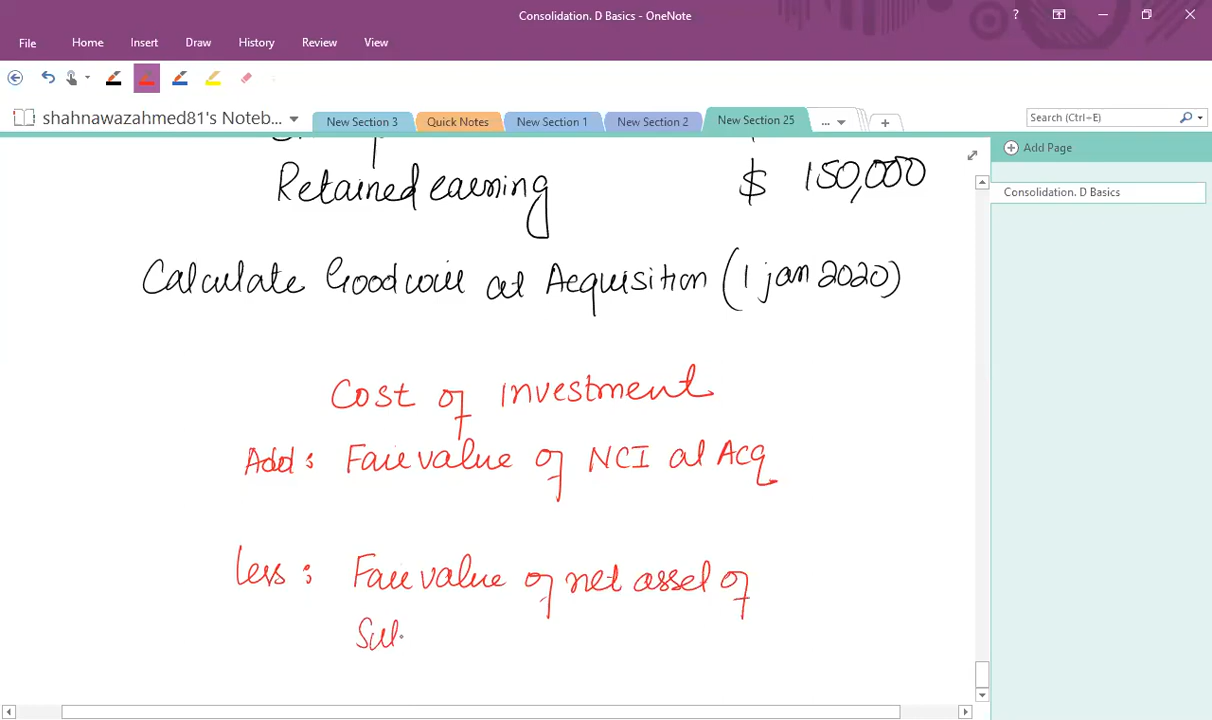 Consolidation. D Basics - OneNote
?
File Home Insert Draw History Review View
shahnawazahmed81's Noteb... New Section 3 Quick Notes New Section 1 New Section 2 New Section 25 ... Search (Ctrl+E)
Add Page
Consolidation. D Basics
Retained earning $ 150,000
Calculate Goodwill at Acquisition (1 jan 2020)
Cost of investment
Add: Fair value of NCI at Acq
Less: Fair value of net asset of
Sub